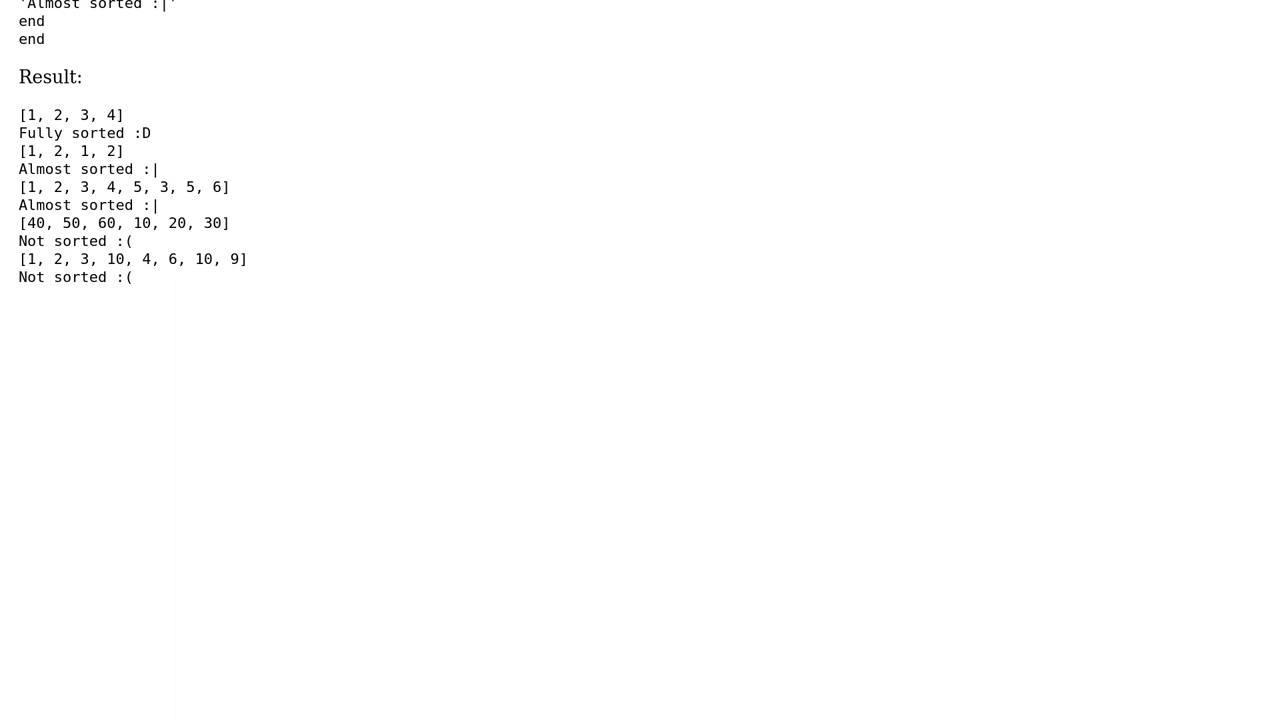 'Almost sorted :|'
end
end
Result:
[1, 2, 3, 4]
Fully sorted :D
[1, 2, 1, 2]
Almost sorted :|
[1, 2, 3, 4, 5, 3, 5, 6]
Almost sorted :|
[40, 50, 60, 10, 20, 30]
Not sorted :(
[1, 2, 3, 10, 4, 6, 10, 9]
Not sorted :(